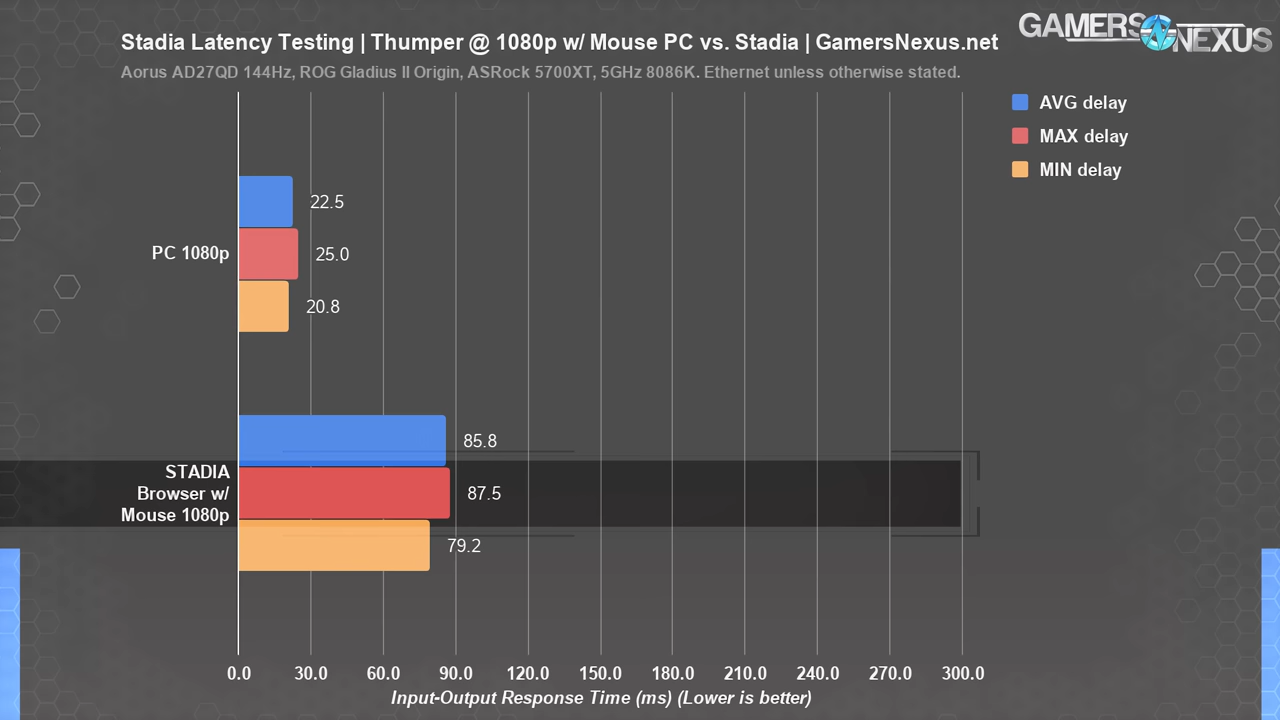 Stadia Latency Testing | Thumper @ 1080p w/ Mouse PC vs. Stadia | GamersNexus.net
GAMERS NEXUS
Aorus AD27QD 144Hz, ROG Gladius II Origin, ASRock 5700XT, 5GHz 8086K. Ethernet unless otherwise stated.
AVG delay
MAX delay
MIN delay
PC 1080p
22.5
25.0
20.8
STADIA
Browser w/
Mouse 1080p
85.8
87.5
79.2
0.0 30.0 60.0 90.0 120.0 150.0 180.0 210.0 240.0 270.0 300.0
Input-Output Response Time (ms) (Lower is better)